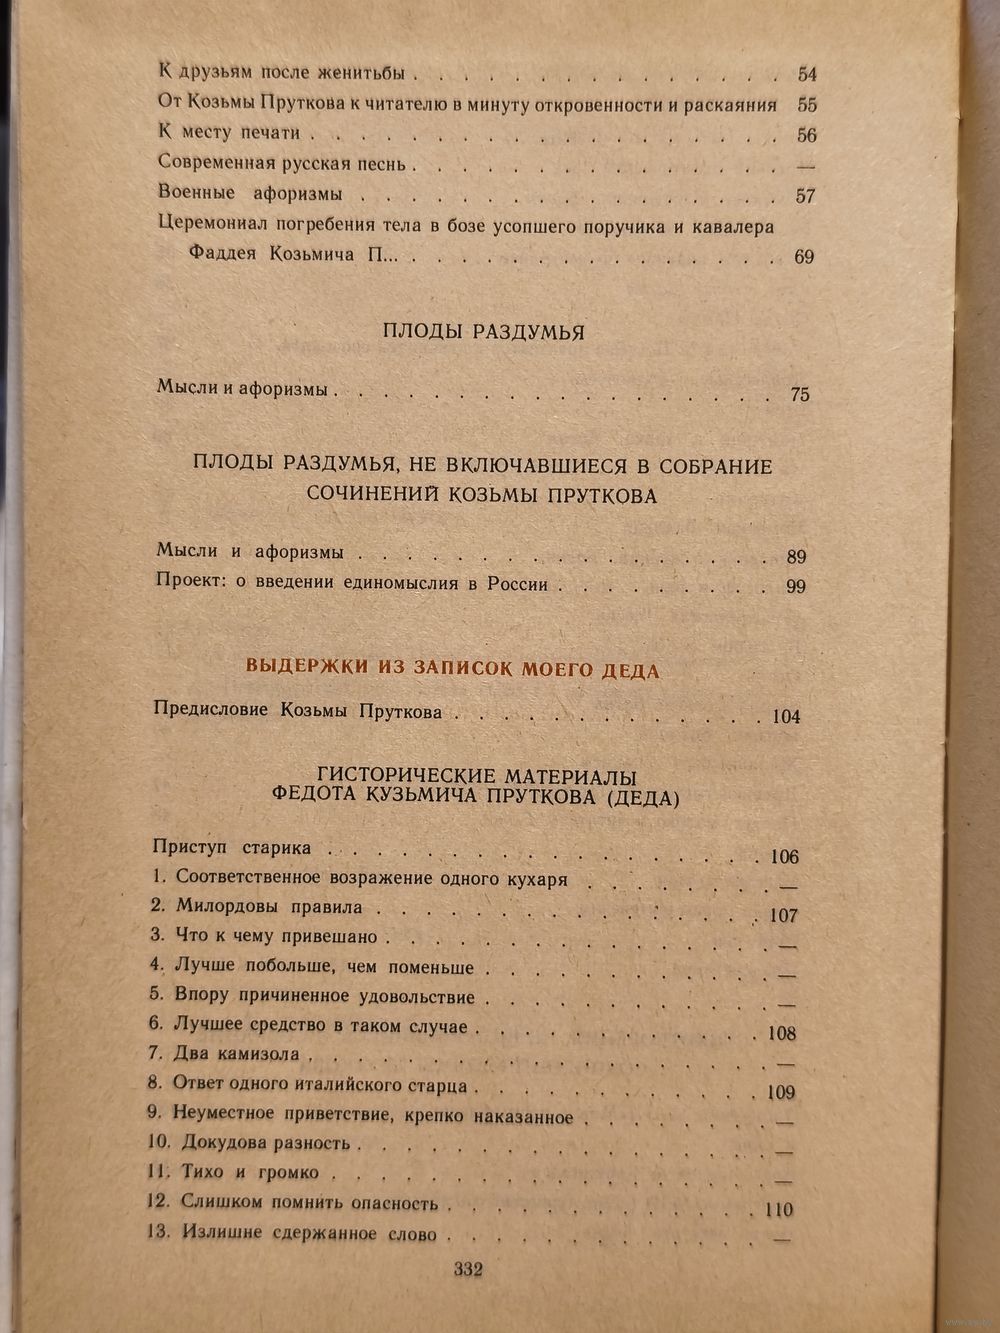 К друзьям после женитьбы . . . . . . . . . . . . . . . 54
От Козьмы Пруткова к читателю в минуту откровенности и раскаяния 55
К месту печати . . . . . . . . . . . . . . . . . . 56
Современная русская песнь . . . . . . . . . . . . . . —
Военные афоризмы . . . . . . . . . . . . . . . . . 57
Церемониал погребения тела в бозе усопшего поручика и кавалера
Фаддея Козьмича П... . . . . . . . . . . . . . . . 69
ПЛОДЫ РАЗДУМЬЯ
Мысли и афоризмы . . . . . . . . . . . . . . . . . 75
ПЛОДЫ РАЗДУМЬЯ, НЕ ВКЛЮЧАВШИЕСЯ В СОБРАНИЕ
СОЧИНЕНИЙ КОЗЬМЫ ПРУТКОВА
Мысли и афоризмы . . . . . . . . . . . . . . . . . 89
Проект: о введении единомыслия в России . . . . . . . . . 99
ВЫДЕРЖКИ ИЗ ЗАПИСОК МОЕГО ДЕДА
Предисловие Козьмы Пруткова . . . . . . . . . . . . . 104
ГИСТОРИЧЕСКИЕ МАТЕРИАЛЫ
ФЕДОТА КУЗЬМИЧА ПРУТКОВА (ДЕДА)
Приступ старика . . . . . . . . . . . . . . . . . . 106
1. Соответственное возражение одного кухаря . . . . . . . . —
2. Милордовы правила . . . . . . . . . . . . . . . . 107
3. Что к чему привешано . . . . . . . . . . . . . . . . —
4. Лучше побольше, чем поменьше . . . . . . . . . . . . —
5. Впору причиненное удовольствие . . . . . . . . . . . . —
6. Лучшее средство в таком случае . . . . . . . . . . . . 108
7. Два камизола . . . . . . . . . . . . . . . . . . . —
8. Ответ одного италийского старца . . . . . . . . . . . . 109
9. Неуместное приветствие, крепко наказанное . . . . . . . . —
10. Докудова разность . . . . . . . . . . . . . . . . . —
11. Тихо и громко . . . . . . . . . . . . . . . . . . —
12. Слишком помнить опасность . . . . . . . . . . . . . 110
13. Излишне сдержанное слово . . . . . . . . . . . . . —
332